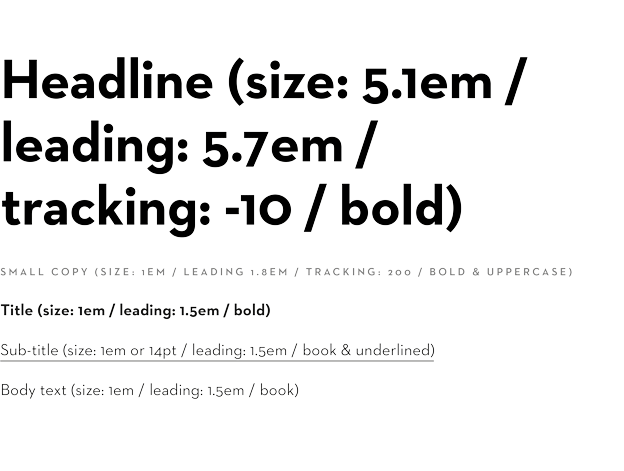 Headline (size: 5.1em /
leading: 5.7em /
tracking: -10 / bold)
SMALL COPY (SIZE: 1EM / LEADING 1.8EM / TRACKING: 200 / BOLD & UPPERCASE)
Title (size: 1em / leading: 1.5em / bold)
Sub-title (size: 1em or 14pt / leading: 1.5em / book & underlined)
Body text (size: 1em / leading: 1.5em / book)